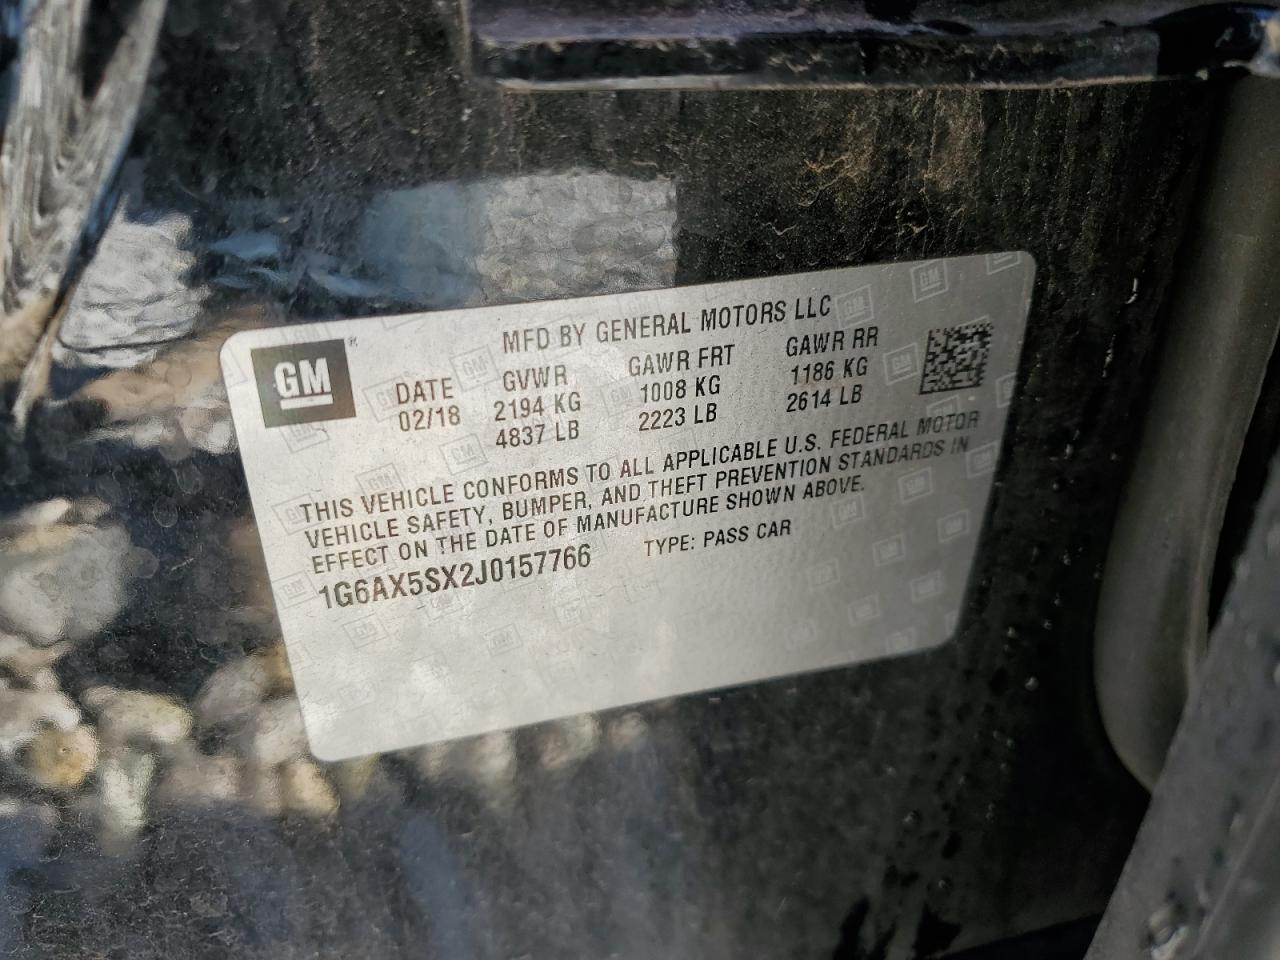 GM®
MFD BY GENERAL MOTORS LLC
DATE GVWR GAWR FRT GAWR RR
02/18 2194 KG 1008 KG 1186 KG
4837 LB 2223 LB 2614 LB
THIS VEHICLE CONFORMS TO ALL APPLICABLE U.S. FEDERAL MOTOR
VEHICLE SAFETY, BUMPER, AND THEFT PREVENTION STANDARDS IN
EFFECT ON THE DATE OF MANUFACTURE SHOWN ABOVE.
1G6AX5SX2J0157766 TYPE: PASS CAR